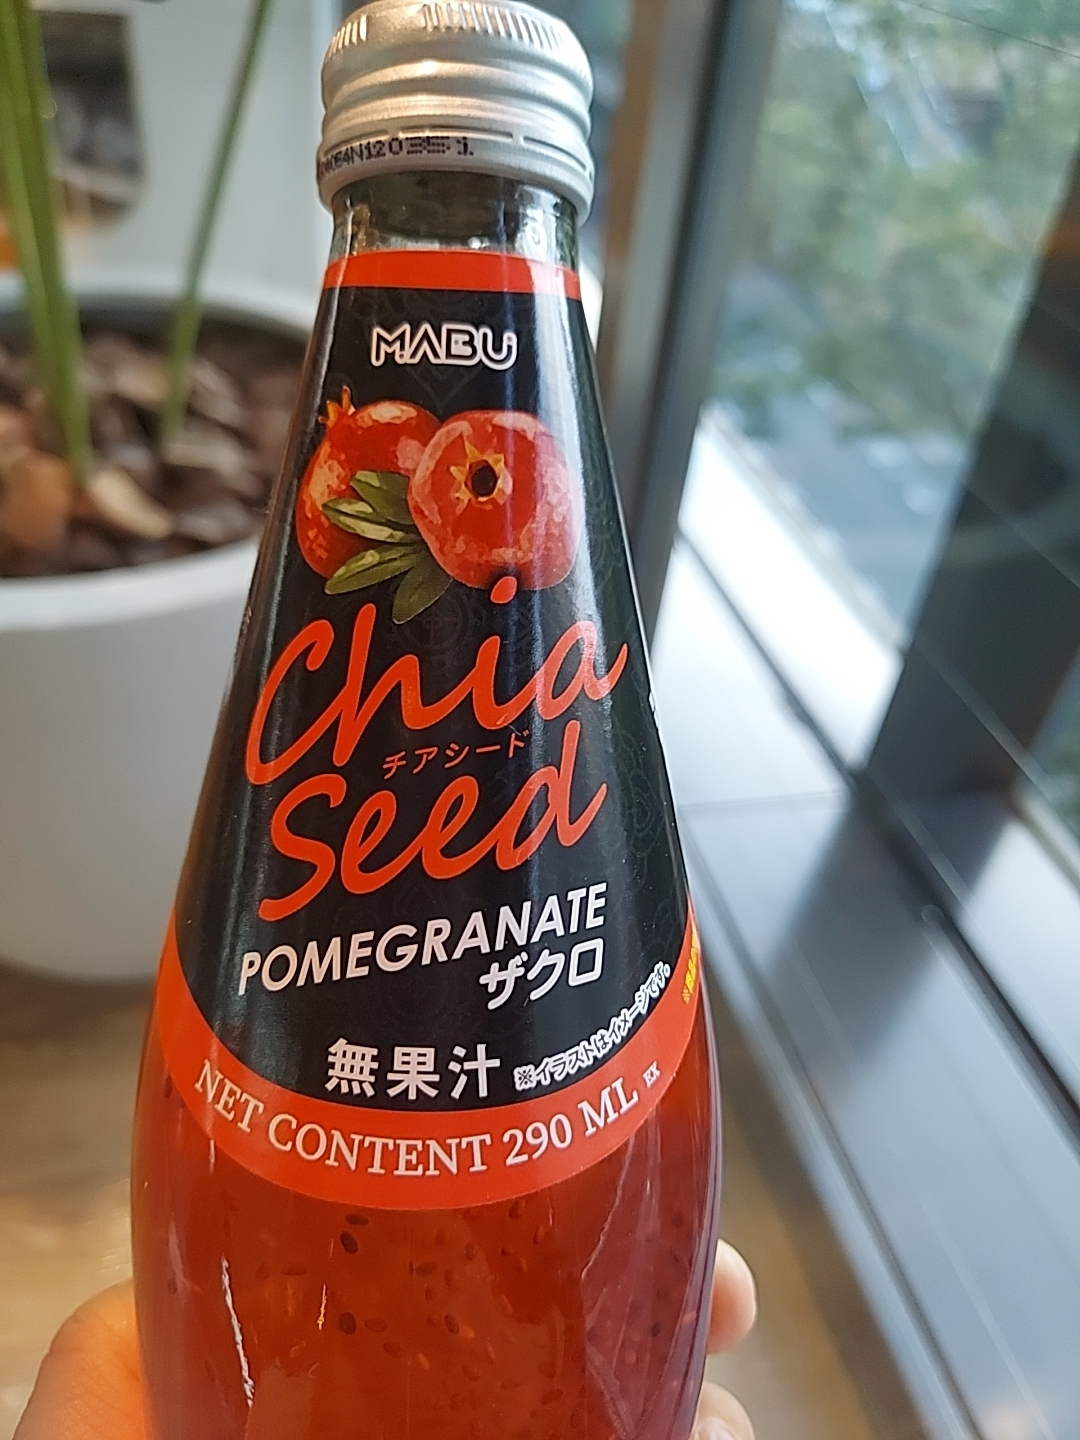 MABU
Chia
チアシード
Seed
POMEGRANATE
ザクロ
無果汁
※イラストはイメージです。
NET CONTENT 290 ML EX